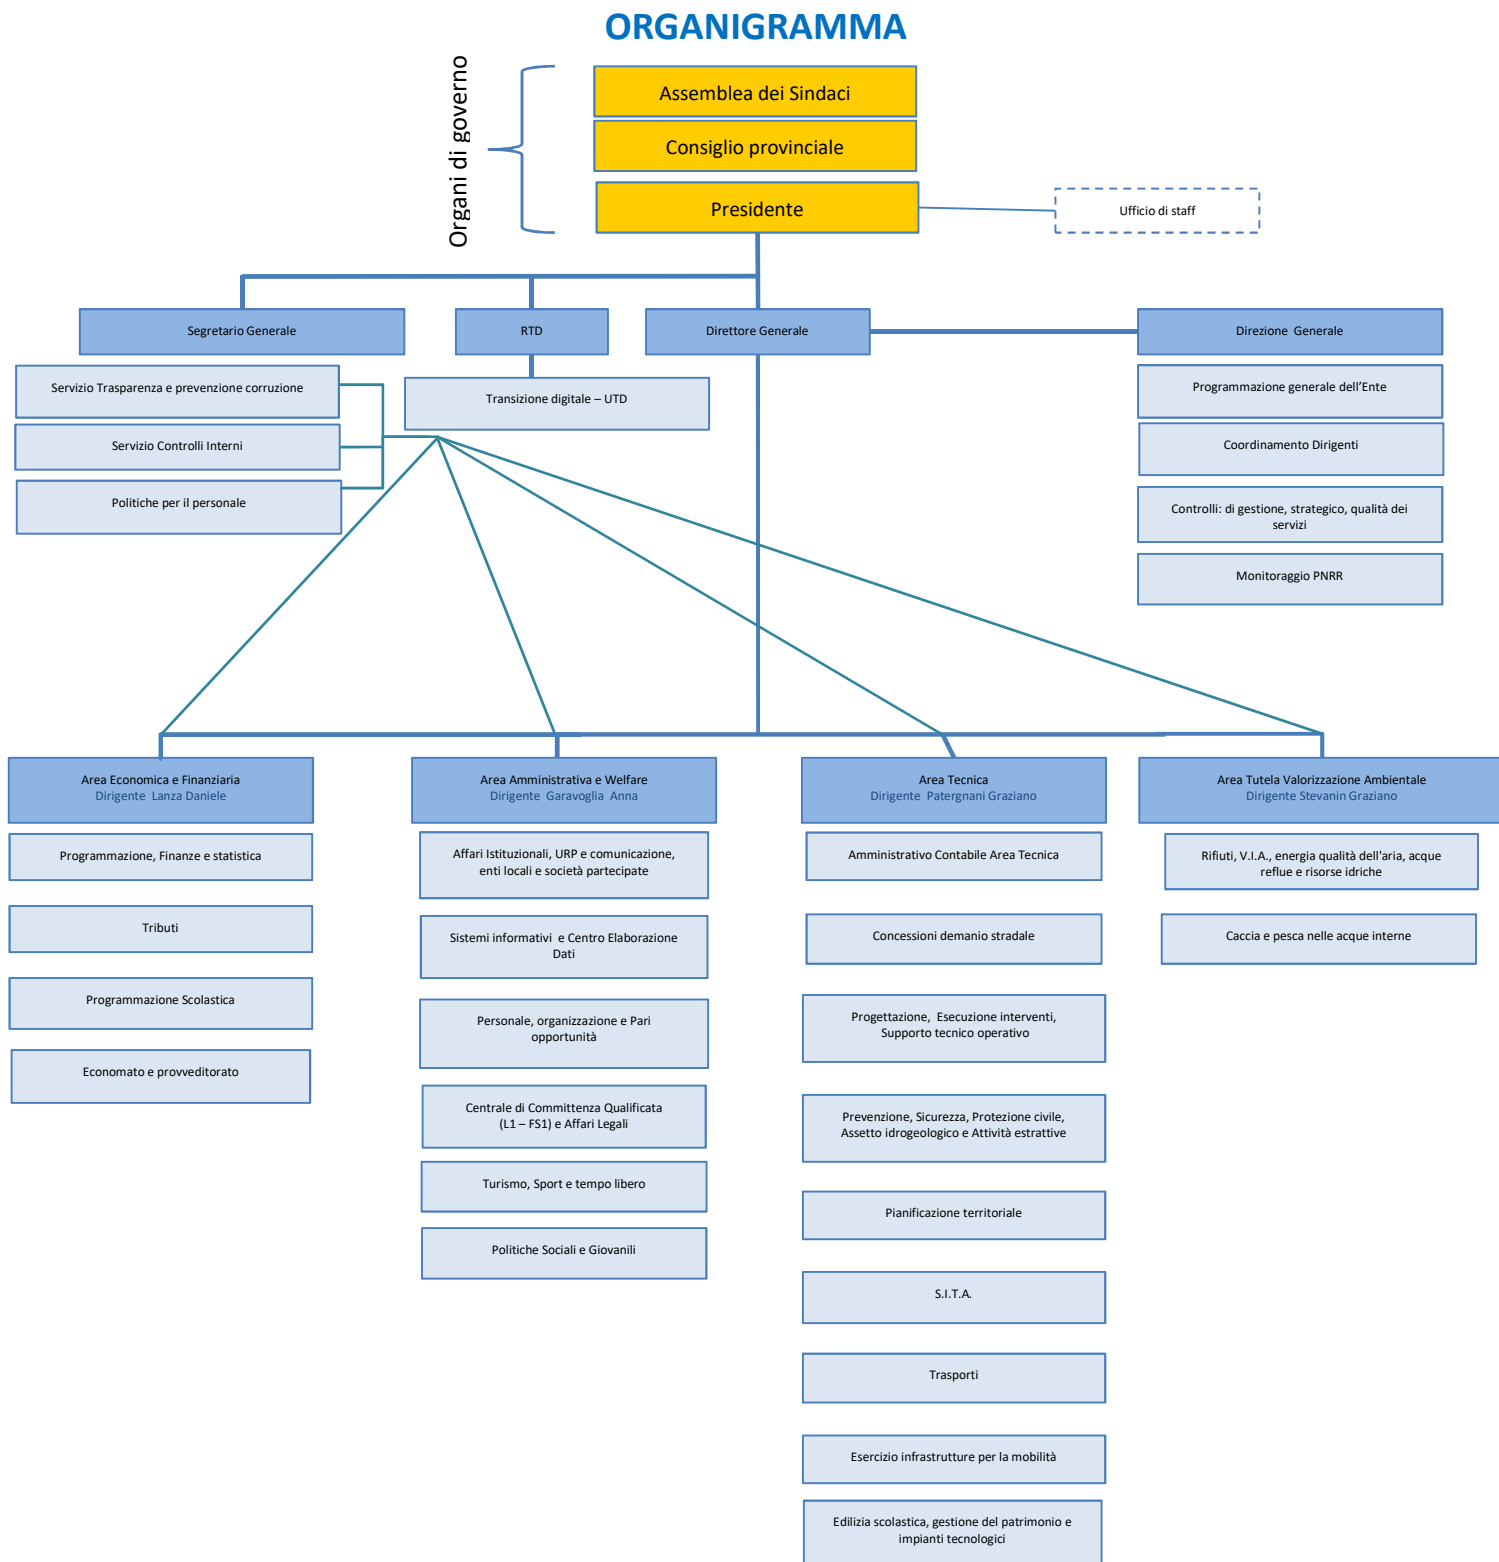 ORGANIGRAMMA
Organi di governo
Assemblea dei Sindaci
Consiglio provinciale
Presidente
Ufficio di staff
Segretario Generale
RTD
Direttore Generale
Direzione Generale
Servizio Trasparenza e prevenzione corruzione
Servizio Controlli Interni
Politiche per il personale
Transizione digitale – UTD
Programmazione generale dell’Ente
Coordinamento Dirigenti
Controlli: di gestione, strategico, qualità dei
servizi
Monitoraggio PNRR
Area Economica e Finanziaria
Dirigente Lanza Daniele
Programmazione, Finanze e statistica
Tributi
Programmazione Scolastica
Economato e provveditorato
Area Amministrativa e Welfare
Dirigente Garavoglia Anna
Affari Istituzionali, URP e comunicazione,
enti locali e società partecipate
Sistemi informativi e Centro Elaborazione
Dati
Personale, organizzazione e Pari
opportunità
Centrale di Committenza Qualificata
(L1 – FS1) e Affari Legali
Turismo, Sport e tempo libero
Politiche Sociali e Giovanili
Area Tecnica
Dirigente Patergnani Graziano
Amministrativo Contabile Area Tecnica
Concessioni demanio stradale
Progettazione, Esecuzione interventi,
Supporto tecnico operativo
Prevenzione, Sicurezza, Protezione civile,
Assetto idrogeologico e Attività estrattive
Pianificazione territoriale
S.I.T.A.
Trasporti
Esercizio infrastrutture per la mobilità
Edilizia scolastica, gestione del patrimonio e
impianti tecnologici
Area Tutela Valorizzazione Ambientale
Dirigente Stevanin Graziano
Rifiuti, V.I.A., energia qualità dell'aria, acque
reflue e risorse idriche
Caccia e pesca nelle acque interne